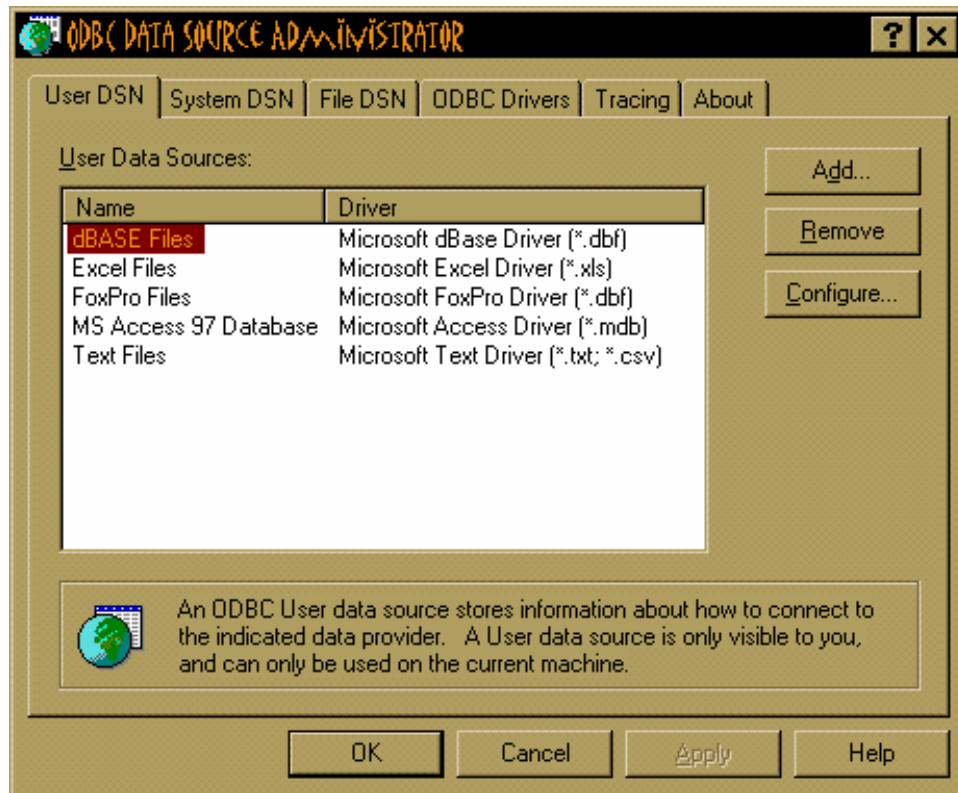 ODBC DATA SOURCE ADMINISTRATOR ? X
User DSN System DSN File DSN ODBC Drivers Tracing About
User Data Sources:
Add...
Name Driver
dBASE Files Microsoft dBase Driver (*.dbf)
Remove
Excel Files Microsoft Excel Driver (*.xls)
FoxPro Files Microsoft FoxPro Driver (*.dbf)
Configure...
MS Access 97 Database Microsoft Access Driver (*.mdb)
Text Files Microsoft Text Driver (*.txt; *.csv)
An ODBC User data source stores information about how to connect to
the indicated data provider. A User data source is only visible to you,
and can only be used on the current machine.
OK Cancel Apply Help